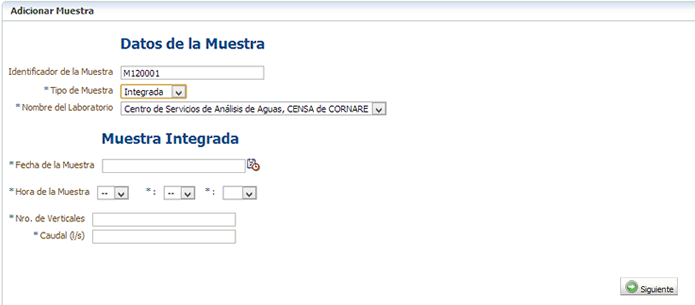 Adicionar Muestra
Datos de la Muestra
Identificador de la Muestra M120001
* Tipo de Muestra Integrada
* Nombre del Laboratorio Centro de Servicios de Análisis de Aguas, CENSA de CORNARE
Muestra Integrada
* Fecha de la Muestra
* Hora de la Muestra -- * : -- * :
* Nro. de Verticales
* Caudal (l/s)
Siguiente